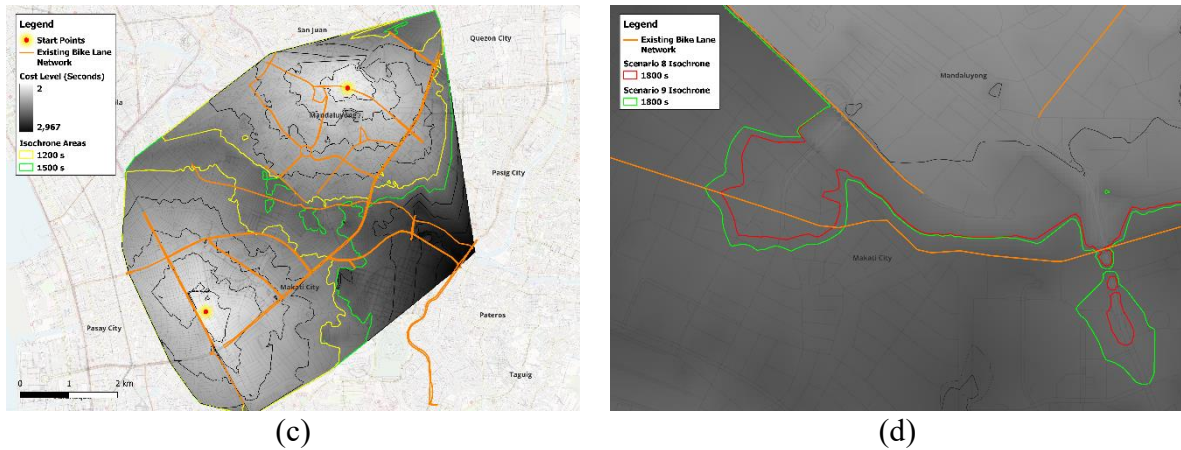 Legend
Start Points
Existing Bike Lane
Network
Cost Level (Seconds)
2
2,967
Isochrone Areas
1200 s
1500 s
San Juan
Quezon City
Mandaluyong
Pasig City
Makati City
Pasay City
Pateros
Taguig
0 1 2 km
(c)
Legend
Existing Bike Lane
Network
Scenario 8 Isochrone
1800 s
Scenario 9 Isochrone
1800 s
Mandaluyong
Makati City
(d)